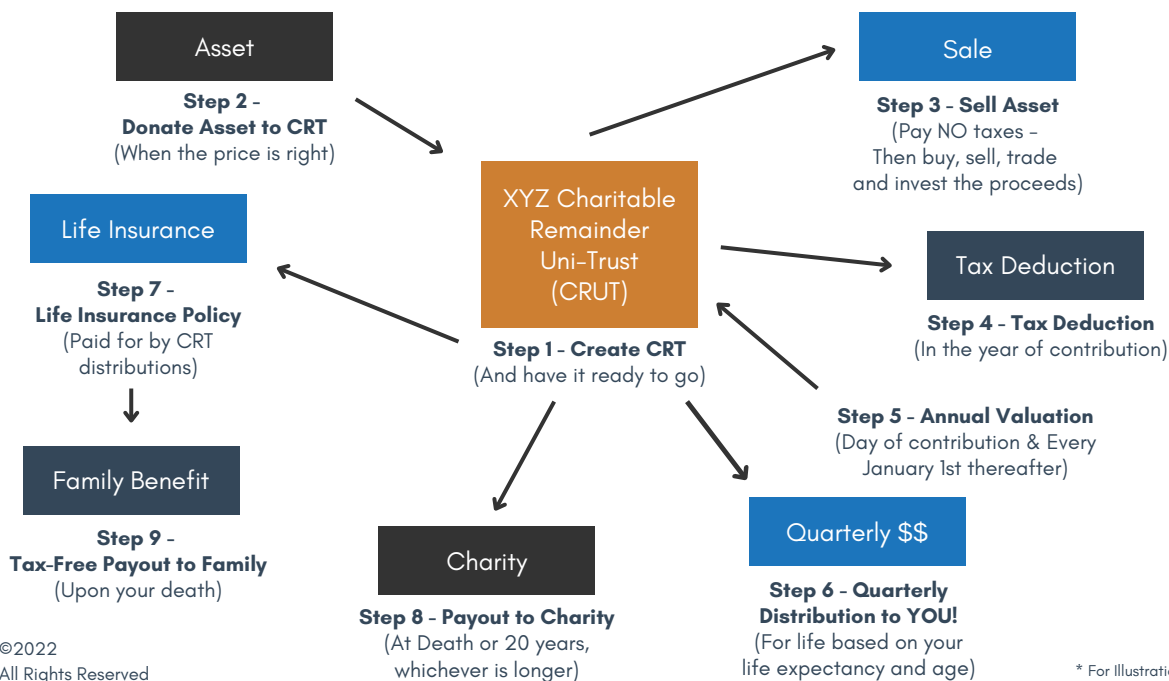 Asset
Step 2 -
Donate Asset to CRT
(When the price is right)
Sale
Step 3 - Sell Asset
(Pay NO taxes -
Then buy, sell, trade
and invest the proceeds)
XYZ Charitable
Remainder
Uni-Trust
(CRUT)
Step 1 - Create CRT
(And have it ready to go)
Life Insurance
Step 7 -
Life Insurance Policy
(Paid for by CRT
distributions)
Tax Deduction
Step 4 - Tax Deduction
(In the year of contribution)
Step 5 - Annual Valuation
(Day of contribution & Every
January 1st thereafter)
Family Benefit
Step 9 -
Tax-Free Payout to Family
(Upon your death)
Charity
Step 8 - Payout to Charity
(At Death or 20 years,
whichever is longer)
Quarterly $$
Step 6 - Quarterly
Distribution to YOU!
(For life based on your
life expectancy and age)
©2022
All Rights Reserved
* For Illustratio